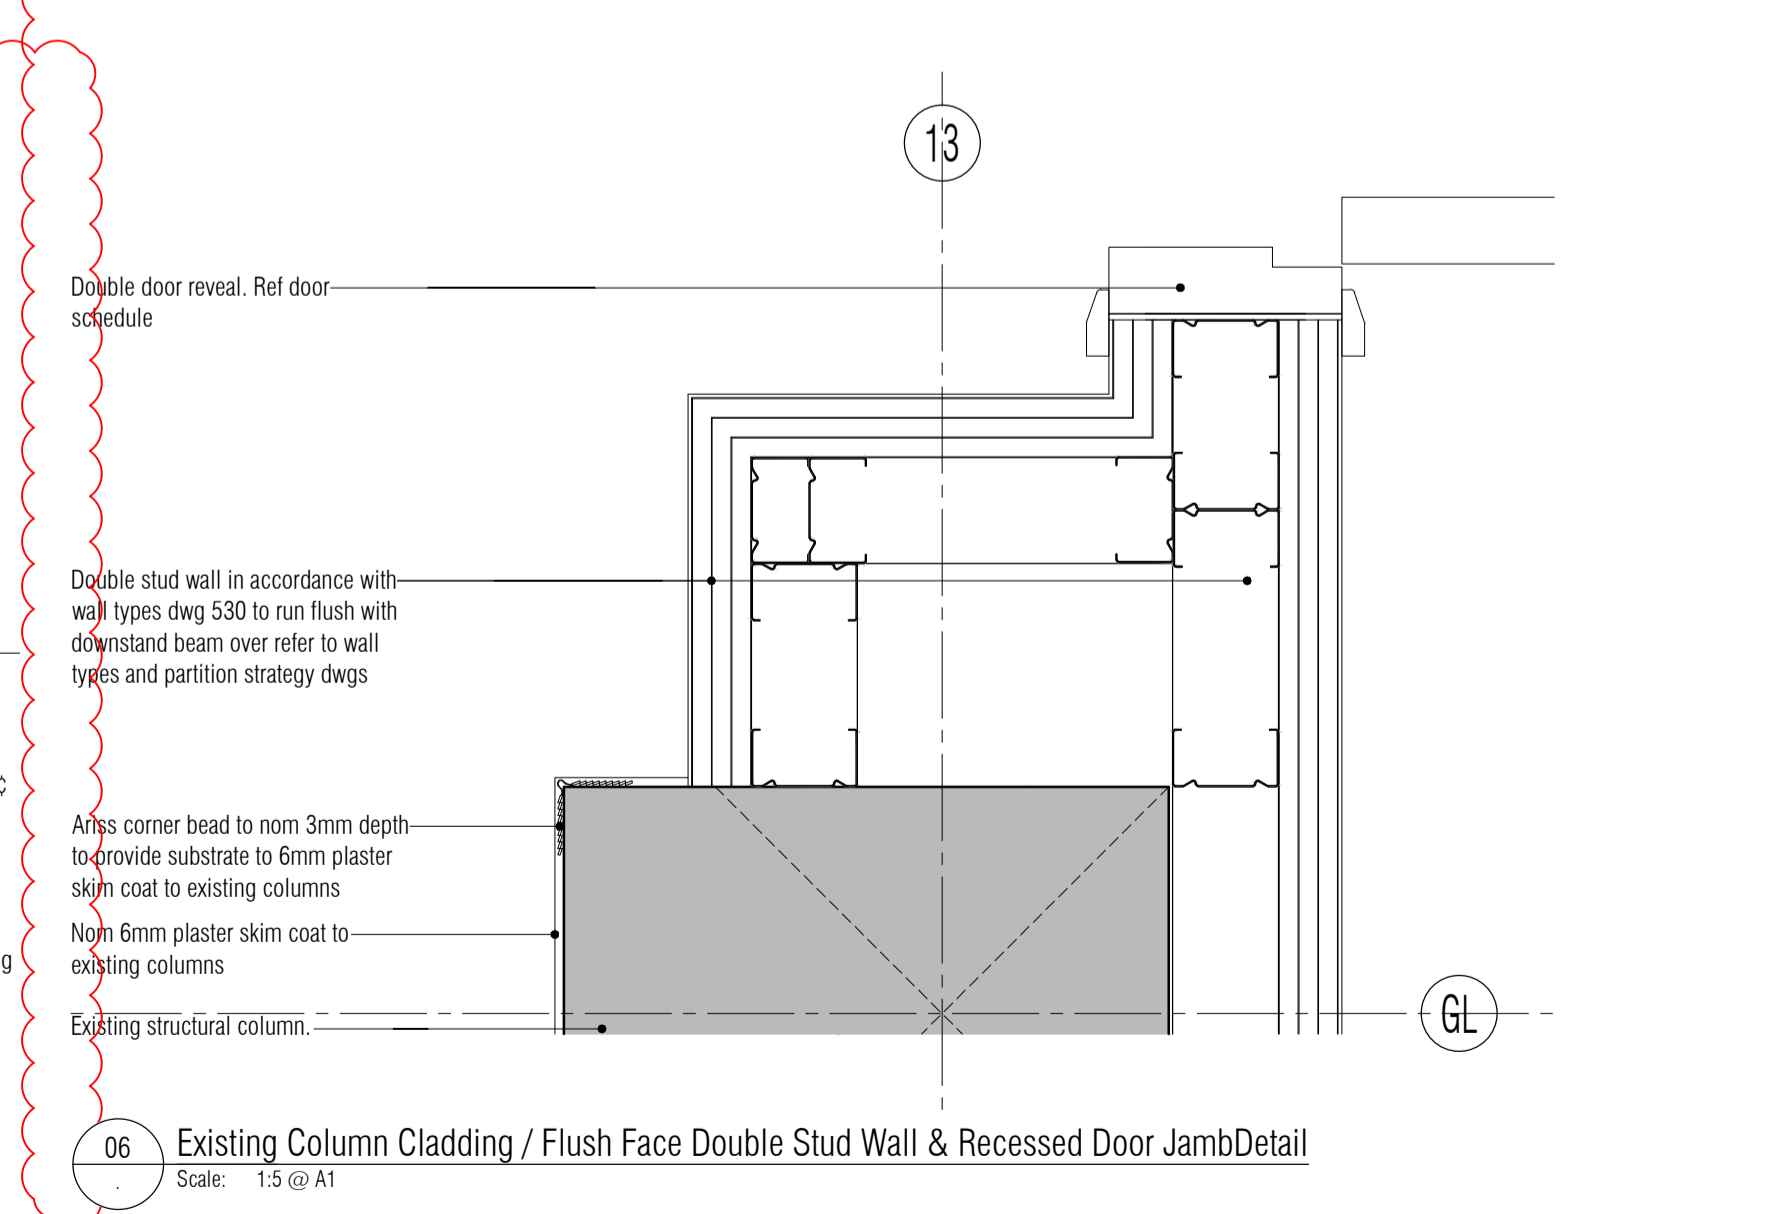 13
Double door reveal. Ref door
schedule
Double stud wall in accordance with
wall types dwg 530 to run flush with
downstand beam over refer to wall
types and partition strategy dwgs
Ariss corner bead to nom 3mm depth
to provide substrate to 6mm plaster
skim coat to existing columns
Nom 6mm plaster skim coat to
existing columns
g
Existing structural column.
GL
06
Existing Column Cladding / Flush Face Double Stud Wall & Recessed Door JambDetail
Scale: 1:5 @ A1